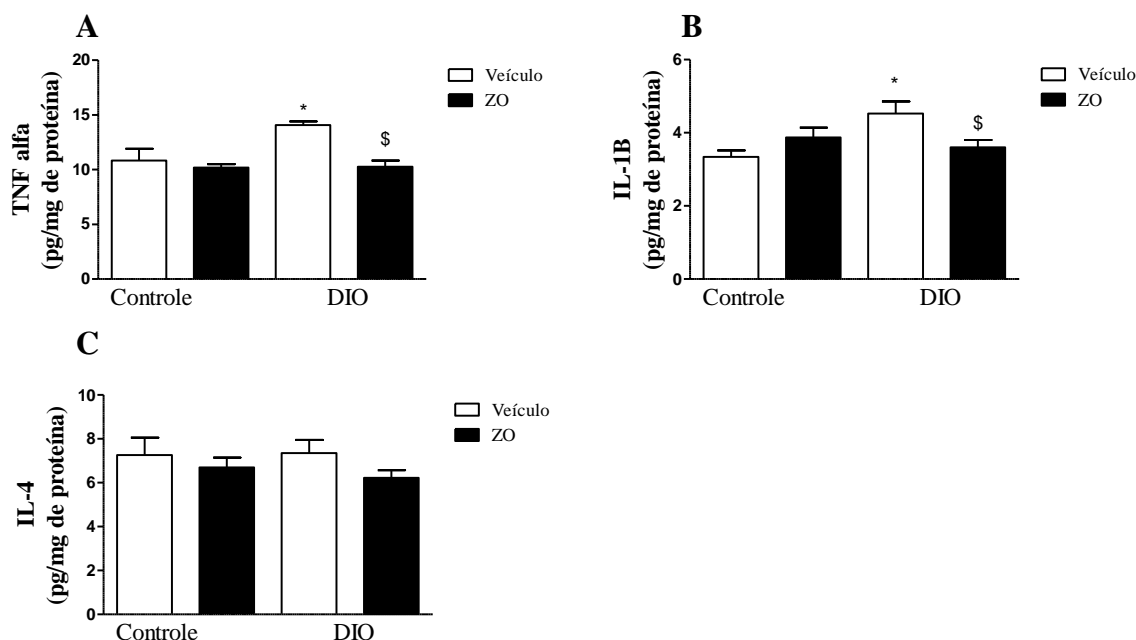 A
TNF alfa
(pg/mg de proteína)
20
15
10
5
0
*
$
Controle
DIO
Veículo
ZO
B
IL-1B
(pg/mg de proteína)
6
4
2
0
*
$
Controle
DIO
Veículo
ZO
C
IL-4
(pg/mg de proteína)
10
8
6
4
2
0
Controle
DIO
Veículo
ZO